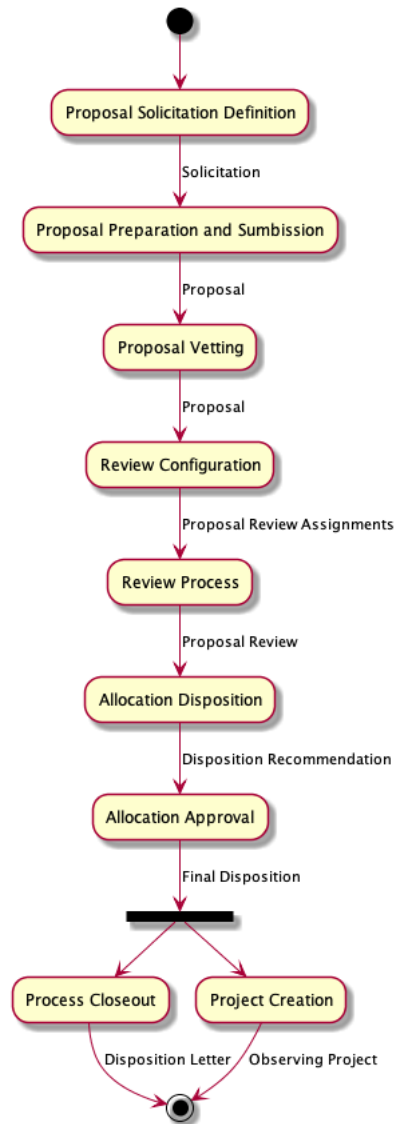 Proposal Solicitation Definition
Solicitation
Proposal Preparation and Sumbission
Proposal
Proposal Vetting
Proposal
Review Configuration
Proposal Review Assignments
Review Process
Proposal Review
Allocation Disposition
Disposition Recommendation
Allocation Approval
Final Disposition
Process Closeout
Project Creation
Disposition Letter
Observing Project